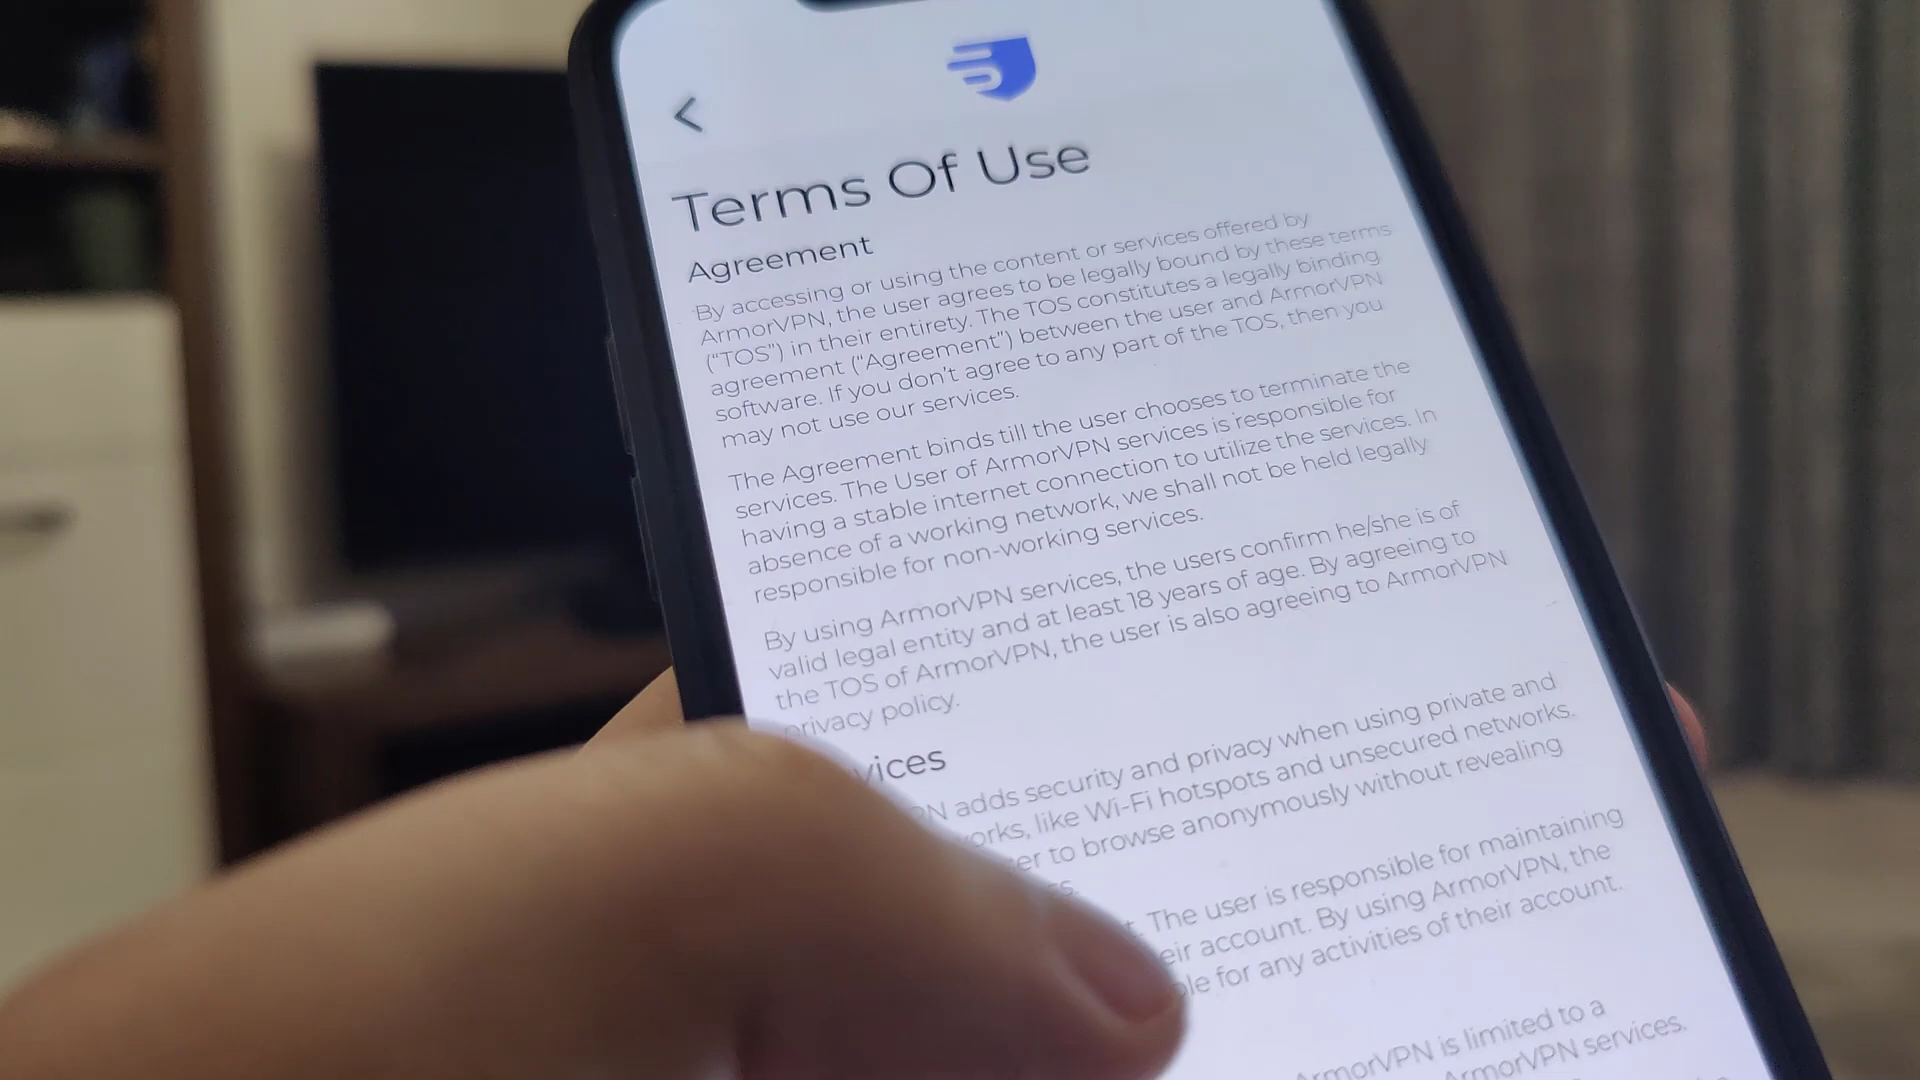 Terms Of Use
Agreement
By accessing or using the content or services offered by
ArmorVPN, the user agrees to be legally bound by these terms
("TOS") in their entirety. The TOS constitutes a legally binding
agreement ("Agreement") between the user and ArmorVPN
software. If you don't agree to any part of the TOS, then you
may not use our services.
The Agreement binds till the user chooses to terminate the
services. The User of ArmorVPN services is responsible for
having a stable internet connection to utilize the services. In
absence of a working network, we shall not be held legally
responsible for non-working services.
By using ArmorVPN services, the users confirm he/she is of
valid legal entity and at least 18 years of age. By agreeing to
the TOS of ArmorVPN, the user is also agreeing to ArmorVPN
privacy policy.
vices
PN adds security and privacy when using private and
orks, like Wi-Fi hotspots and unsecured networks.
er to browse anonymously without revealing
s.
t. The user is responsible for maintaining
eir account. By using ArmorVPN, the
ble for any activities of their account.
ArmorVPN is limited to a
ArmorVPN services.